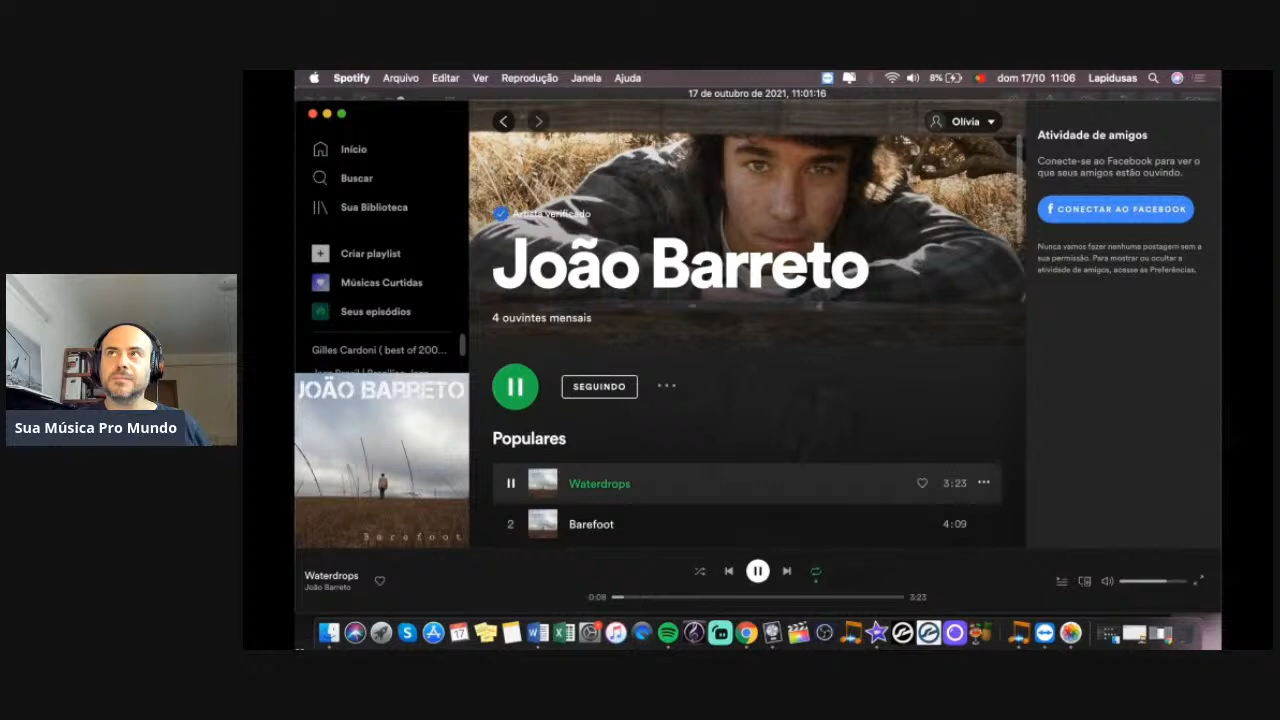 Spotify Arquivo Editar Ver Reprodução Janela Ajuda
8% dom 17/10 11:06 Lapidusas
17 de outubro de 2021, 11:01:16
Início
Buscar
Sua Biblioteca
Criar playlist
Músicas Curtidas
Seus episódios
Gilles Cardoni ( best of 200...
JOÃO BARRETO
Barefoot
Olívia
Artista verificado
João Barreto
4 ouvintes mensais
SEGUINDO
Populares
Waterdrops 3:23
2 Barefoot 4:09
Atividade de amigos
Conecte-se ao Facebook para ver o
que seus amigos estão ouvindo.
f CONECTAR AO FACEBOOK
Nunca vamos fazer nenhuma postagem sem a
sua permissão. Para mostrar ou ocultar a
atividade de amigos, acesse as Preferências.
Sua Música Pro Mundo
Waterdrops
João Barreto
0:08 3:23
17